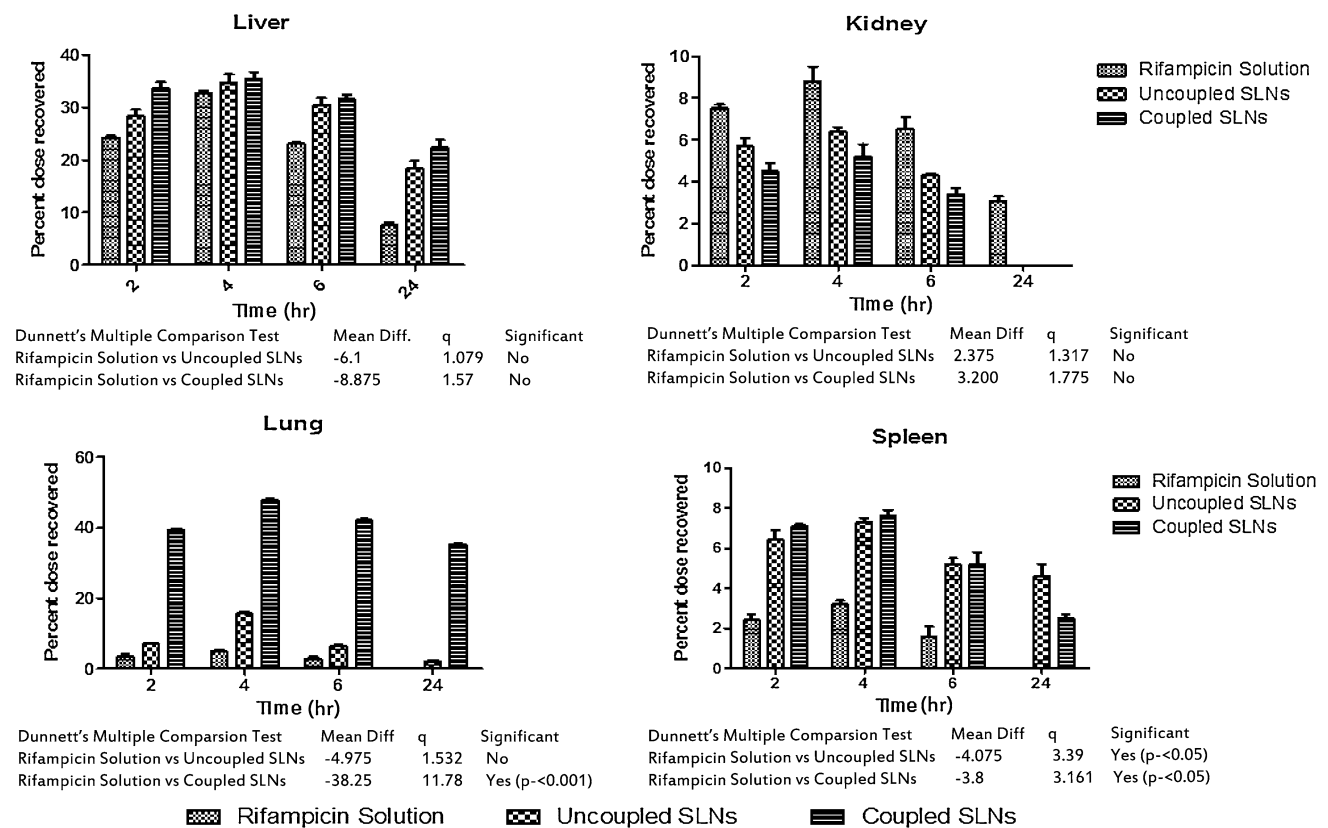 Liver
Percent dose recovered
40
30
20
10
0
2 4 6 24
Time (hr)
Dunnett's Multiple Comparison Test Mean Diff. q Significant
Rifampicin Solution vs Uncoupled SLNs -6.1 1.079 No
Rifampicin Solution vs Coupled SLNs -8.875 1.57 No
Kidney
Percent dose recovered
10
8
6
4
2
0
2 4 6 24
Time (hr)
Rifampicin Solution
Uncoupled SLNs
Coupled SLNs
Dunnett's Multiple Comparsion Test Mean Diff q Significant
Rifampicin Solution vs Uncoupled SLNs 2.375 1.317 No
Rifampicin Solution vs Coupled SLNs 3.200 1.775 No
Lung
Percent dose recovered
60
40
20
0
2 4 6 24
Time (hr)
Dunnett's Multiple Comparsion Test Mean Diff q Significant
Rifampicin Solution vs Uncoupled SLNs -4.975 1.532 No
Rifampicin Solution vs Coupled SLNs -38.25 11.78 Yes (p-<0.001)
Spleen
Percent dose recovered
10
8
6
4
2
0
2 4 6 24
Time (hr)
Rifampicin Solution
Uncoupled SLNs
Coupled SLNs
Dunnett's Multiple Comparsion Test Mean Diff q Significant
Rifampicin Solution vs Uncoupled SLNs -4.075 3.39 Yes (p-<0.05)
Rifampicin Solution vs Coupled SLNs -3.8 3.161 Yes (p-<0.05)
Rifampicin Solution Uncoupled SLNs Coupled SLNs